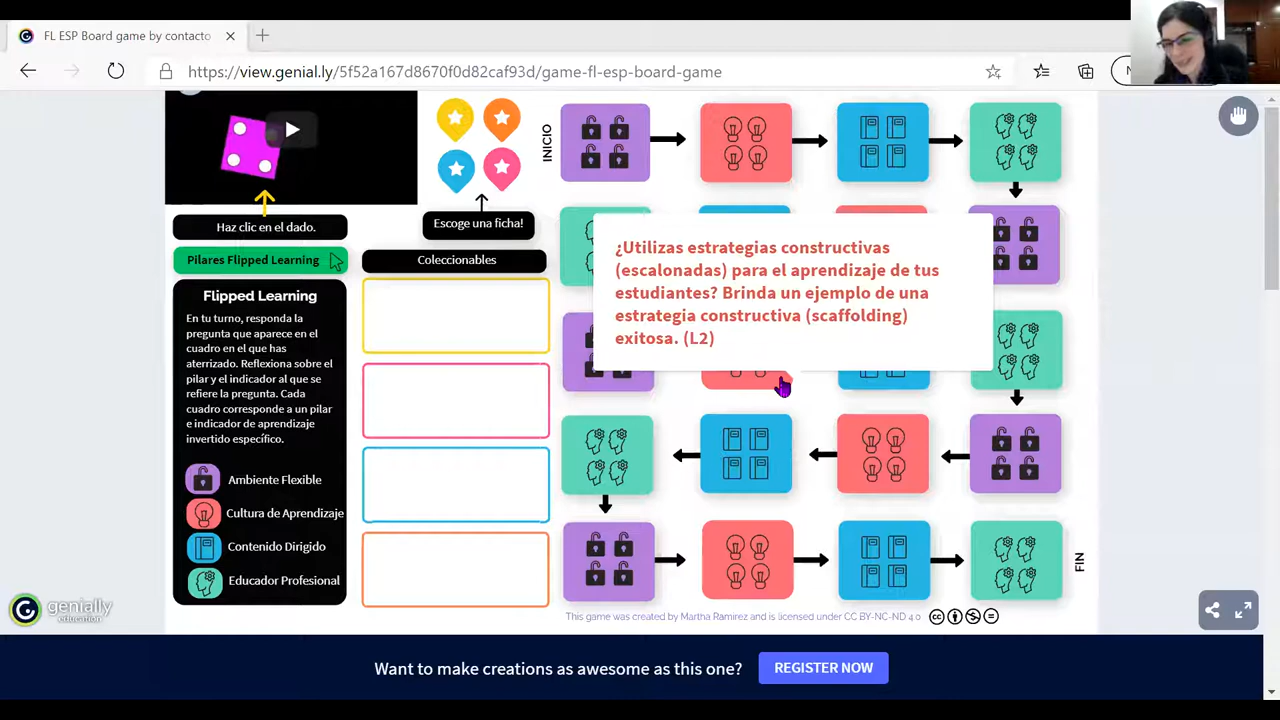 FL ESP Board game by contacto
https://view.genial.ly/5f52a167d8670f0d82caf93d/game-fl-esp-board-game
INICIO
Haz clic en el dado.
Escoge una ficha!
Pilares Flipped Learning
Coleccionables
Flipped Learning
En tu turno, responda la
pregunta que aparece en el
cuadro en el que has
aterrizado. Reflexiona sobre el
pilar y el indicador al que se
refiere la pregunta. Cada
cuadro corresponde a un pilar
e indicador de aprendizaje
invertido específico.
Ambiente Flexible
Cultura de Aprendizaje
Contenido Dirigido
Educador Profesional
¿Utilizas estrategias constructivas
(escalonadas) para el aprendizaje de tus
estudiantes? Brinda un ejemplo de una
estrategia constructiva (scaffolding)
exitosa. (L2)
FIN
genially
education
This game was created by Martha Ramirez and is licensed under CC BY-NC-ND 4.0
Want to make creations as awesome as this one?
REGISTER NOW